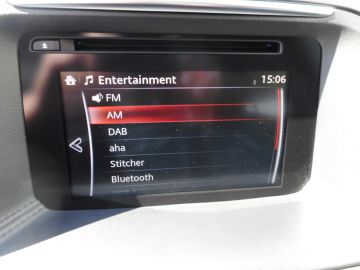 Entertainment 15:06
FM
AM
DAB
aha
Stitcher
Bluetooth